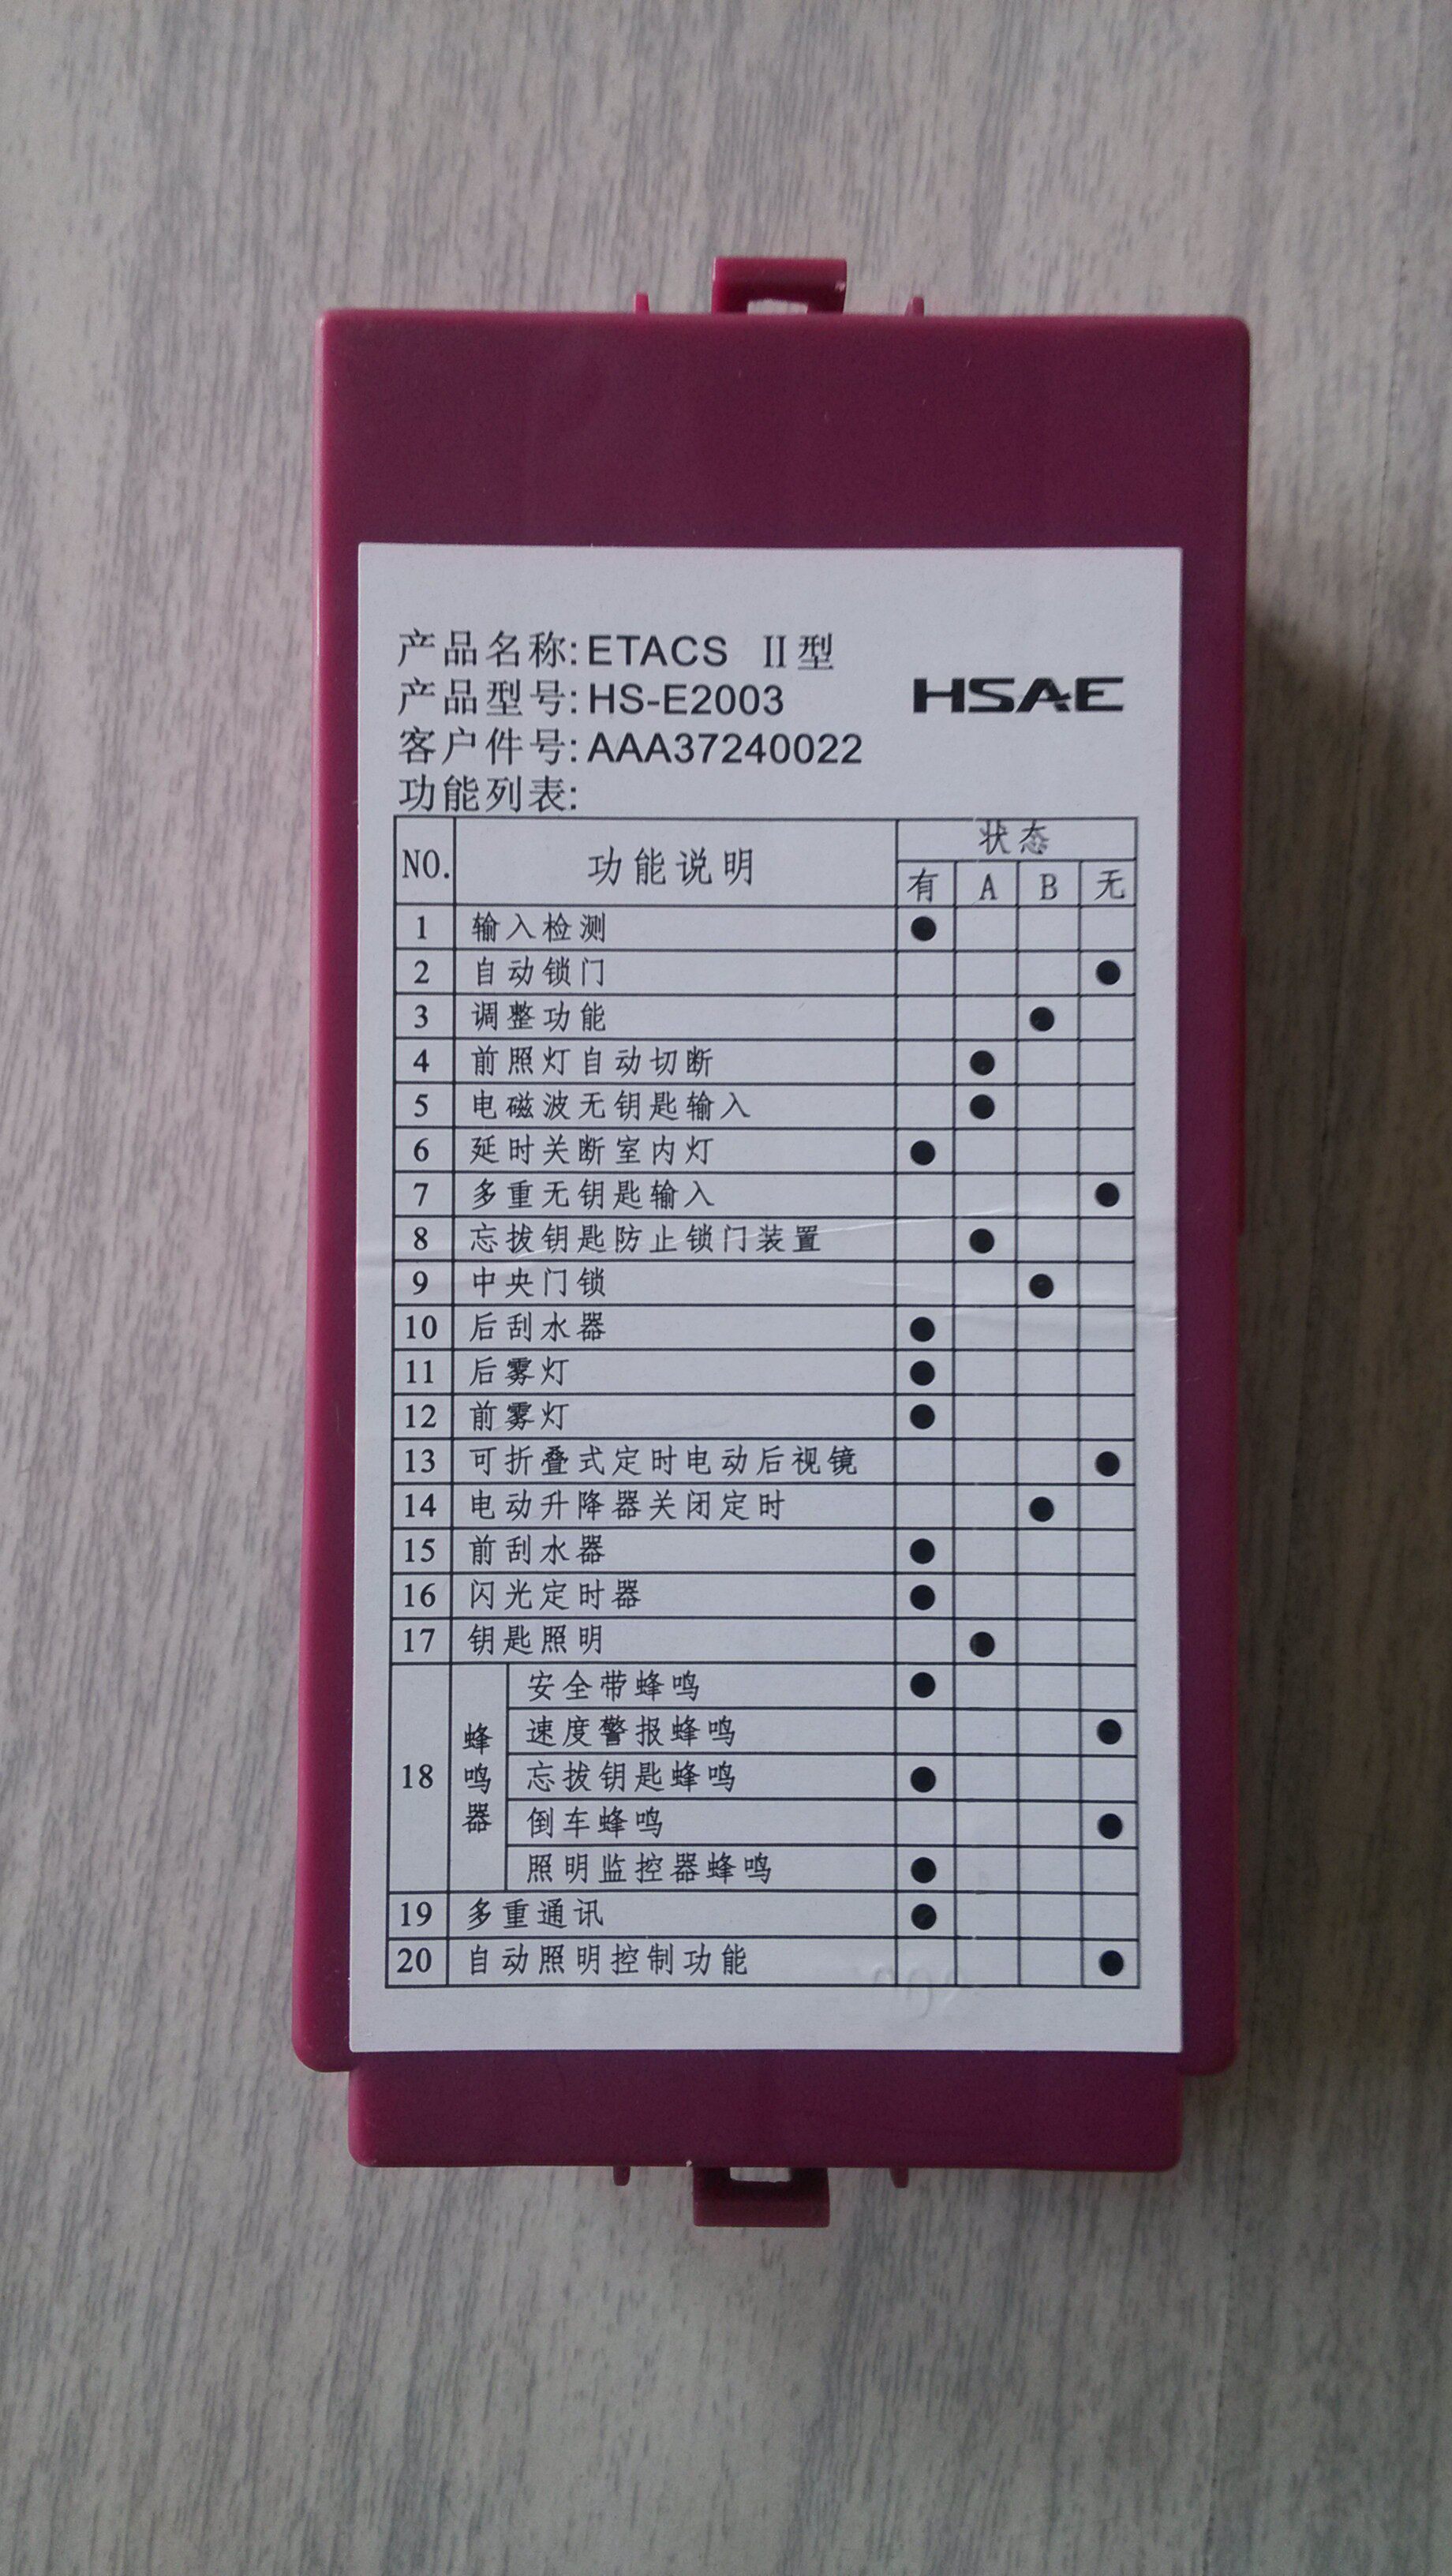 产品名称:ETACS Ⅱ型
产品型号:HS-E2003
HSAE
客户件号:AAA37240022
功能列表:
NO. 功能说明 状态
有 A B 无
1 输入检测 ●
2 自动锁门 ●
3 调整功能 ●
4 前照灯自动切断 ●
5 电磁波无钥匙输入 ●
6 延时关断室内灯 ●
7 多重无钥匙输入 ●
8 忘拔钥匙防止锁门装置 ●
9 中央门锁 ●
10 后刮水器 ●
11 后雾灯 ●
12 前雾灯 ●
13 可折叠式定时电动后视镜 ●
14 电动升降器关闭定时 ●
15 前刮水器 ●
16 闪光定时器 ●
17 钥匙照明 ●
18 蜂鸣器 安全带蜂鸣 ●
速度警报蜂鸣 ●
忘拔钥匙蜂鸣 ●
倒车蜂鸣 ●
照明监控器蜂鸣 ●
19 多重通讯 ●
20 自动照明控制功能 ●